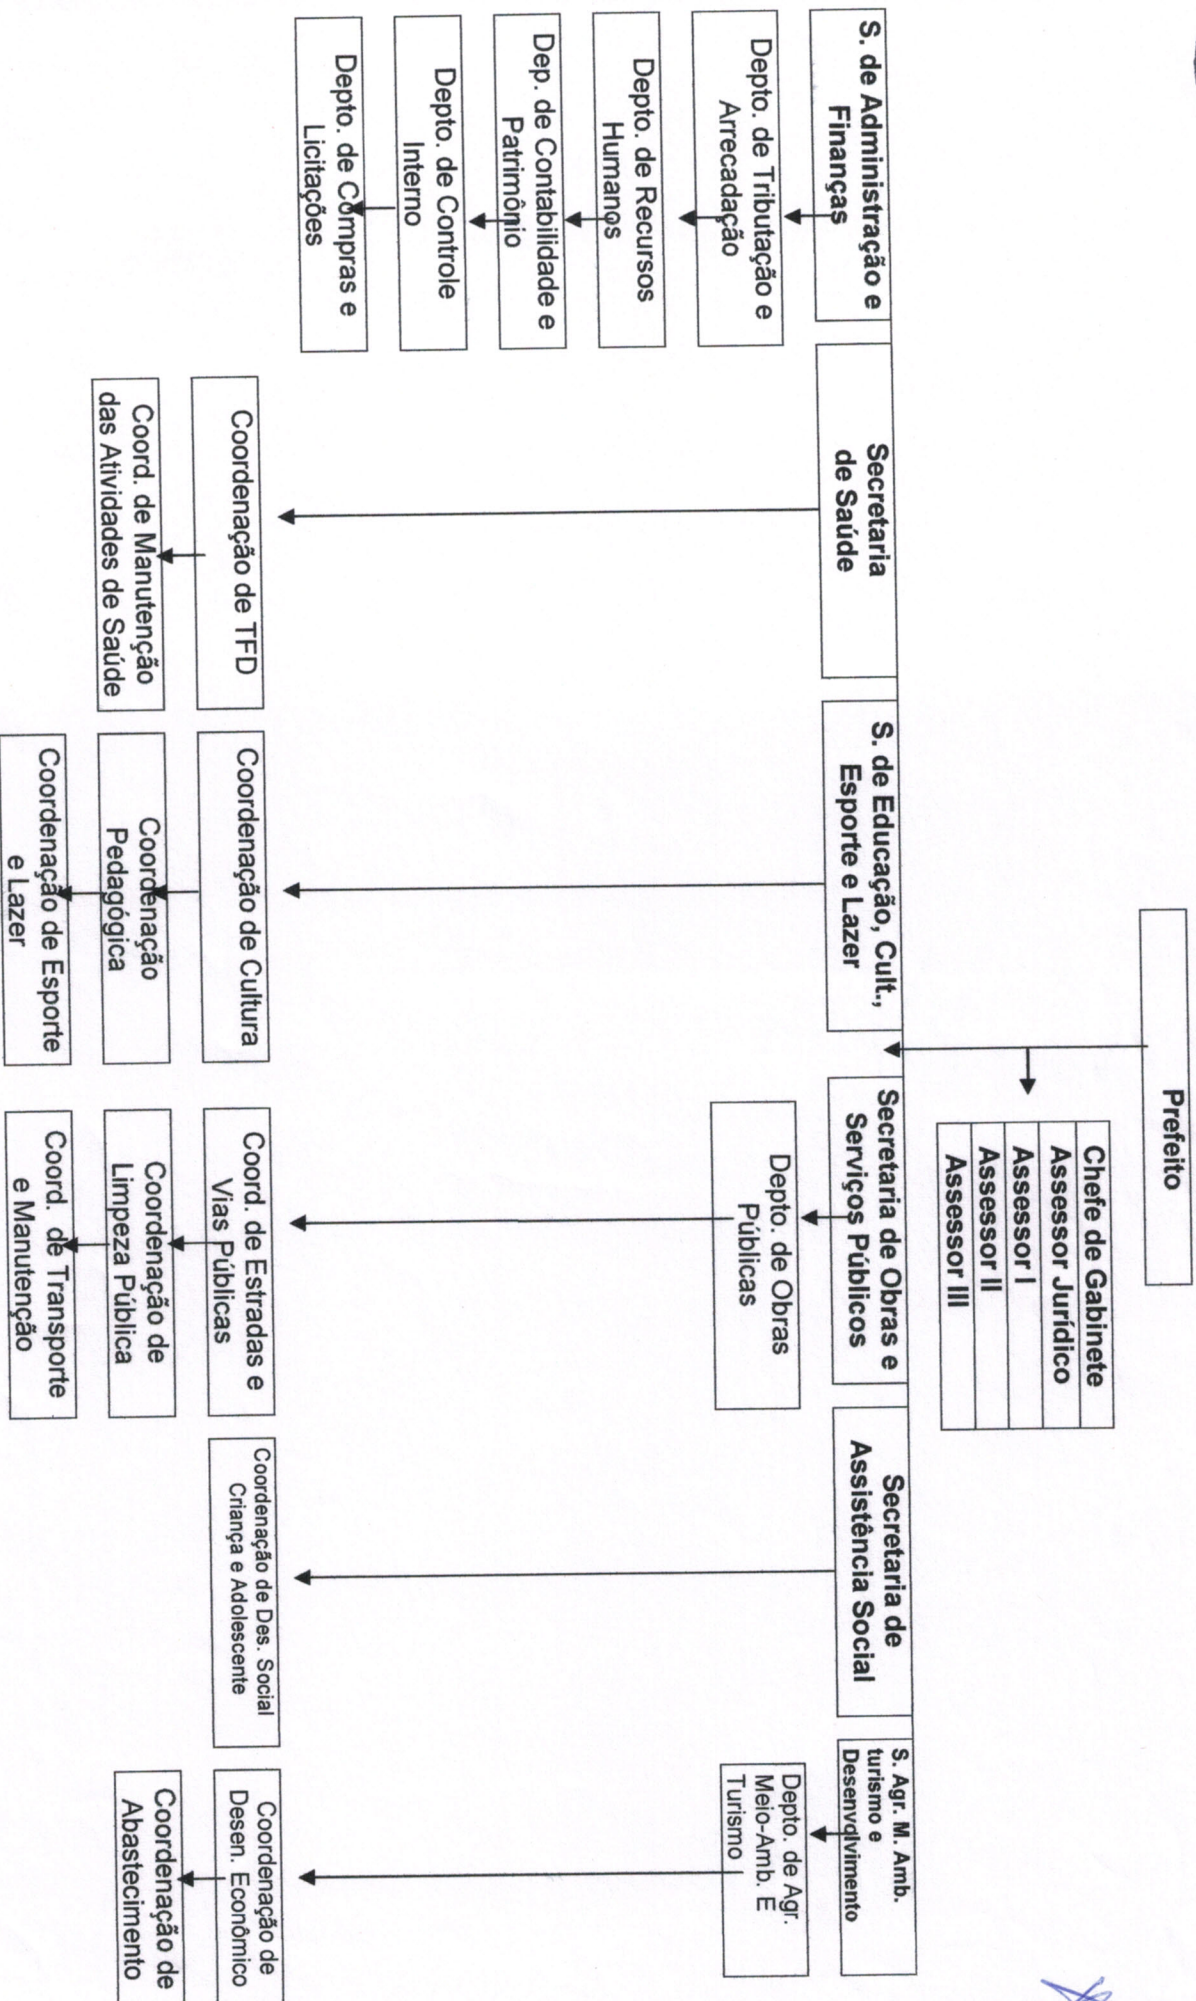 Prefeito
Chefe de Gabinete
Assessor Jurídico
Assessor I
Assessor II
Assessor III
S. de Administração e
Finanças
Depto. de Tributação e
Arrecadação
Depto. de Recursos
Humanos
Dep. de Contabilidade e
Patrimônio
Depto. de Controle
Interno
Depto. de Compras e
Licitações
Secretaria
de Saúde
Coordenação de TFD
Coord. de Manutenção
das Atividades de Saúde
S. de Educação, Cult.,
Esporte e Lazer
Coordenação de Cultura
Coordenação
Pedagógica
Coordenação de Esporte
e Lazer
Secretaria de Obras e
Serviços Públicos
Depto. de Obras
Públicas
Coord. de Estradas e
Vias Públicas
Coordenação de
Limpeza Pública
Coord. de Transporte
e Manutenção
Secretaria de
Assistência Social
Coordenação de Des. Social
Criança e Adolescente
S. Agr. M. Amb.
turismo e
Desenvolvimento
Depto. de Agr.
Meio-Amb. E
Turismo
Coordenação de
Desen. Econômico
Coordenação de
Abastecimento